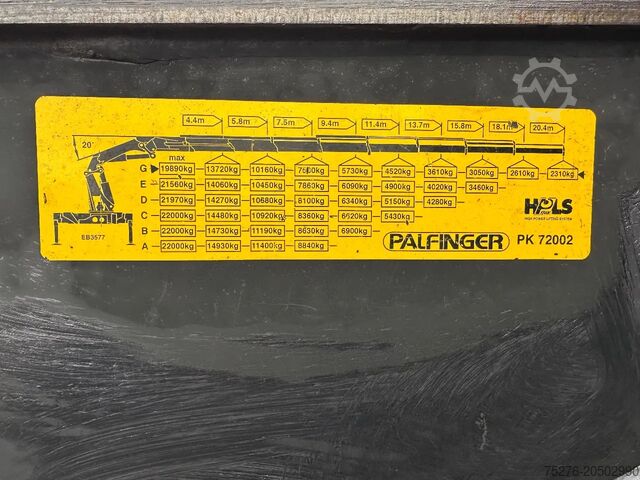 4.4m 5.8m 7.5m 9.4m 11.4m 13.7m 15.8m 18.1m 20.4m
20°
max
G 19890kg 13720kg 10160kg 7600kg 5730kg 4520kg 3610kg 3050kg 2610kg 2310kg
E 21560kg 14060kg 10450kg 7863kg 6090kg 4900kg 4020kg 3460kg
D 21970kg 14270kg 10680kg 8100kg 6340kg 5150kg 4280kg
C 22000kg 14480kg 10920kg 8360kg 6620kg 5430kg
B 22000kg 14730kg 11190kg 8630kg 6900kg
A 22000kg 14930kg 11400kg 8840kg
EB3577
HPLS
HIGH POWER LIFTING SYSTEM
PALFINGER PK 72002
75276-20502990